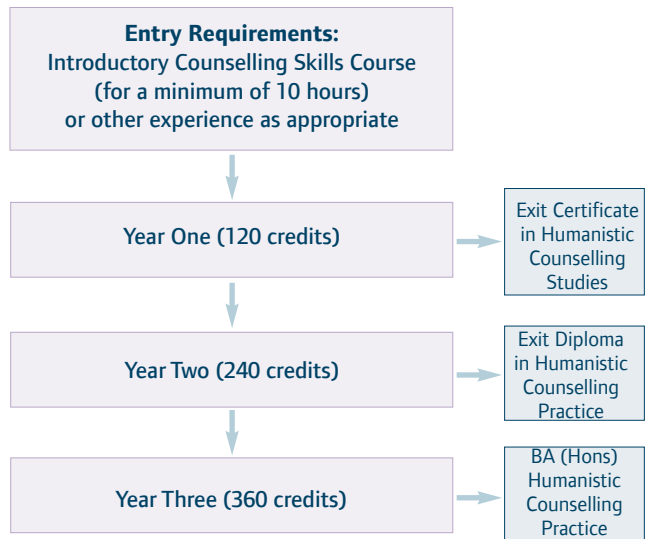 Entry Requirements:
Introductory Counselling Skills Course
(for a minimum of 10 hours)
or other experience as appropriate
Year One (120 credits)
Exit Certificate
in Humanistic
Counselling
Studies
Year Two (240 credits)
Exit Diploma
in Humanistic
Counselling
Practice
Year Three (360 credits)
BA (Hons)
Humanistic
Counselling
Practice